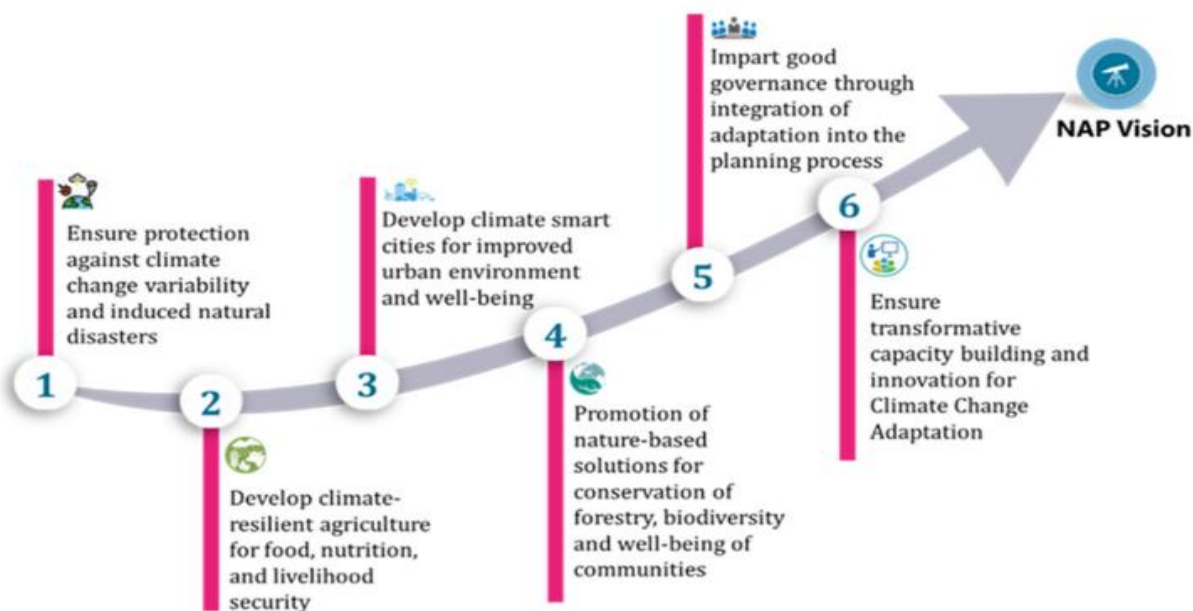 1
Ensure protection
against climate
change variability
and induced natural
disasters
2
Develop climate-
resilient agriculture
for food, nutrition,
and livelihood
security
3
Develop climate smart
cities for improved
urban environment
and well-being
4
Promotion of
nature-based
solutions for
conservation of
forestry, biodiversity
and well-being of
communities
5
Impart good
governance through
integration of
adaptation into the
planning process
6
Ensure
transformative
capacity building and
innovation for
Climate Change
Adaptation
NAP Vision